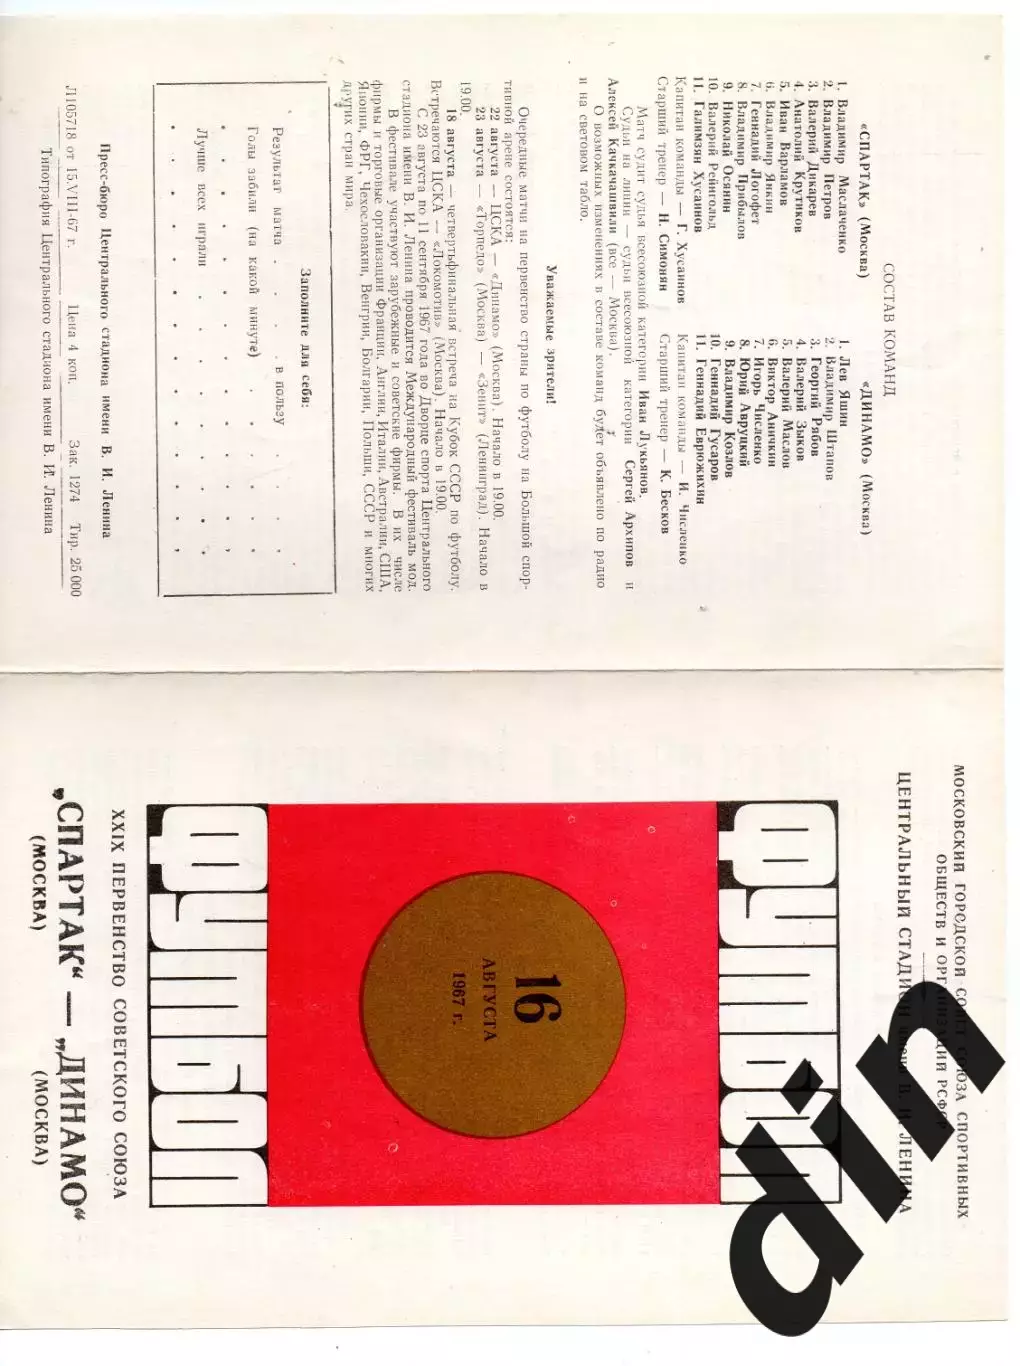 СОСТАВ КОМАНД
«СПАРТАК» (Москва)
1. Владимир Маслаченко
2. Владимир Петров
3. Валерий Дикарев
4. Анатолий Крутиков
5. Иван Варламов
6. Владимир Янкин
7. Геннадий Логофет
8. Владимир Прибылов
9. Николай Осянин
10. Валерий Рейнгольд
11. Галимзян Хусаинов
Капитан команды — Г. Хусаинов
Старший тренер — Н. Симонян
«ДИНАМО» (Москва)
1. Лев Яшин
2. Владимир Штапов
3. Георгий Рябов
4. Валерий Зыков
5. Валерий Маслов
6. Виктор Аничкин
7. Игорь Численко
8. Юрий Авруцкий
9. Владимир Козлов
10. Геннадий Гусаров
11. Геннадий Еврюжихин
Капитан команды — И. Численко
Старший тренер — К. Бесков
Матч судит судья всесоюзной категории Иван Лукьянов.
Судьи на линии — судьи всесоюзной категории Сергей Архипов и
Алексей Качкачашвили (все — Москва).
О возможных изменениях в составе команд будет объявлено по радио
и на световом табло.
Уважаемые зрители!
Очередные матчи на первенство страны по футболу на Большой спор-
тивной арене состоятся:
22 августа — ЦСКА — «Динамо» (Москва). Начало в 19.00.
23 августа — «Торпедо» (Москва) — «Зенит» (Ленинград). Начало в
19.00.
18 августа — четвертьфинальная встреча на Кубок СССР по футболу.
Встречаются ЦСКА — «Локомотив» (Москва). Начало в 19.00.
С 23 августа по 11 сентября 1967 года во Дворце спорта Центрального
стадиона имени В. И. Ленина проводится Международный фестиваль мод.
В фестивале участвуют зарубежные и советские фирмы. В их числе
фирмы и торговые организации Франции, Англии, Италии, Австралии, США,
Японии, ФРГ, Чехословакии, Венгрии, Болгарии, Польши, СССР и многих
других стран мира.
Заполните для себя:
Результат матча . . . . в пользу . . . .
Голы забили (на какой минуте) . . . . . . .
Лучше всех играли . . . . . . . . .
Пресс-бюро Центрального стадиона имени В. И. Ленина
Л105718 от 15.VIII-67 г. Цена 4 коп. Зак. 1274 Тир. 25 000
Типография Центрального стадиона имени В. И. Ленина
МОСКОВСКИЙ ГОРОДСКОЙ СОВЕТ СОЮЗА СПОРТИВНЫХ
ОБЩЕСТВ И ОРГАНИЗАЦИЙ РСФСР
ЦЕНТРАЛЬНЫЙ СТАДИОН имени В. И. ЛЕНИНА
ФУТБОЛ
16
АВГУСТА
1967 г.
ФУТБОЛ
XXIX ПЕРВЕНСТВО СОВЕТСКОГО СОЮЗА
„СПАРТАК“ — „ДИНАМО“
(МОСКВА) (МОСКВА)
din